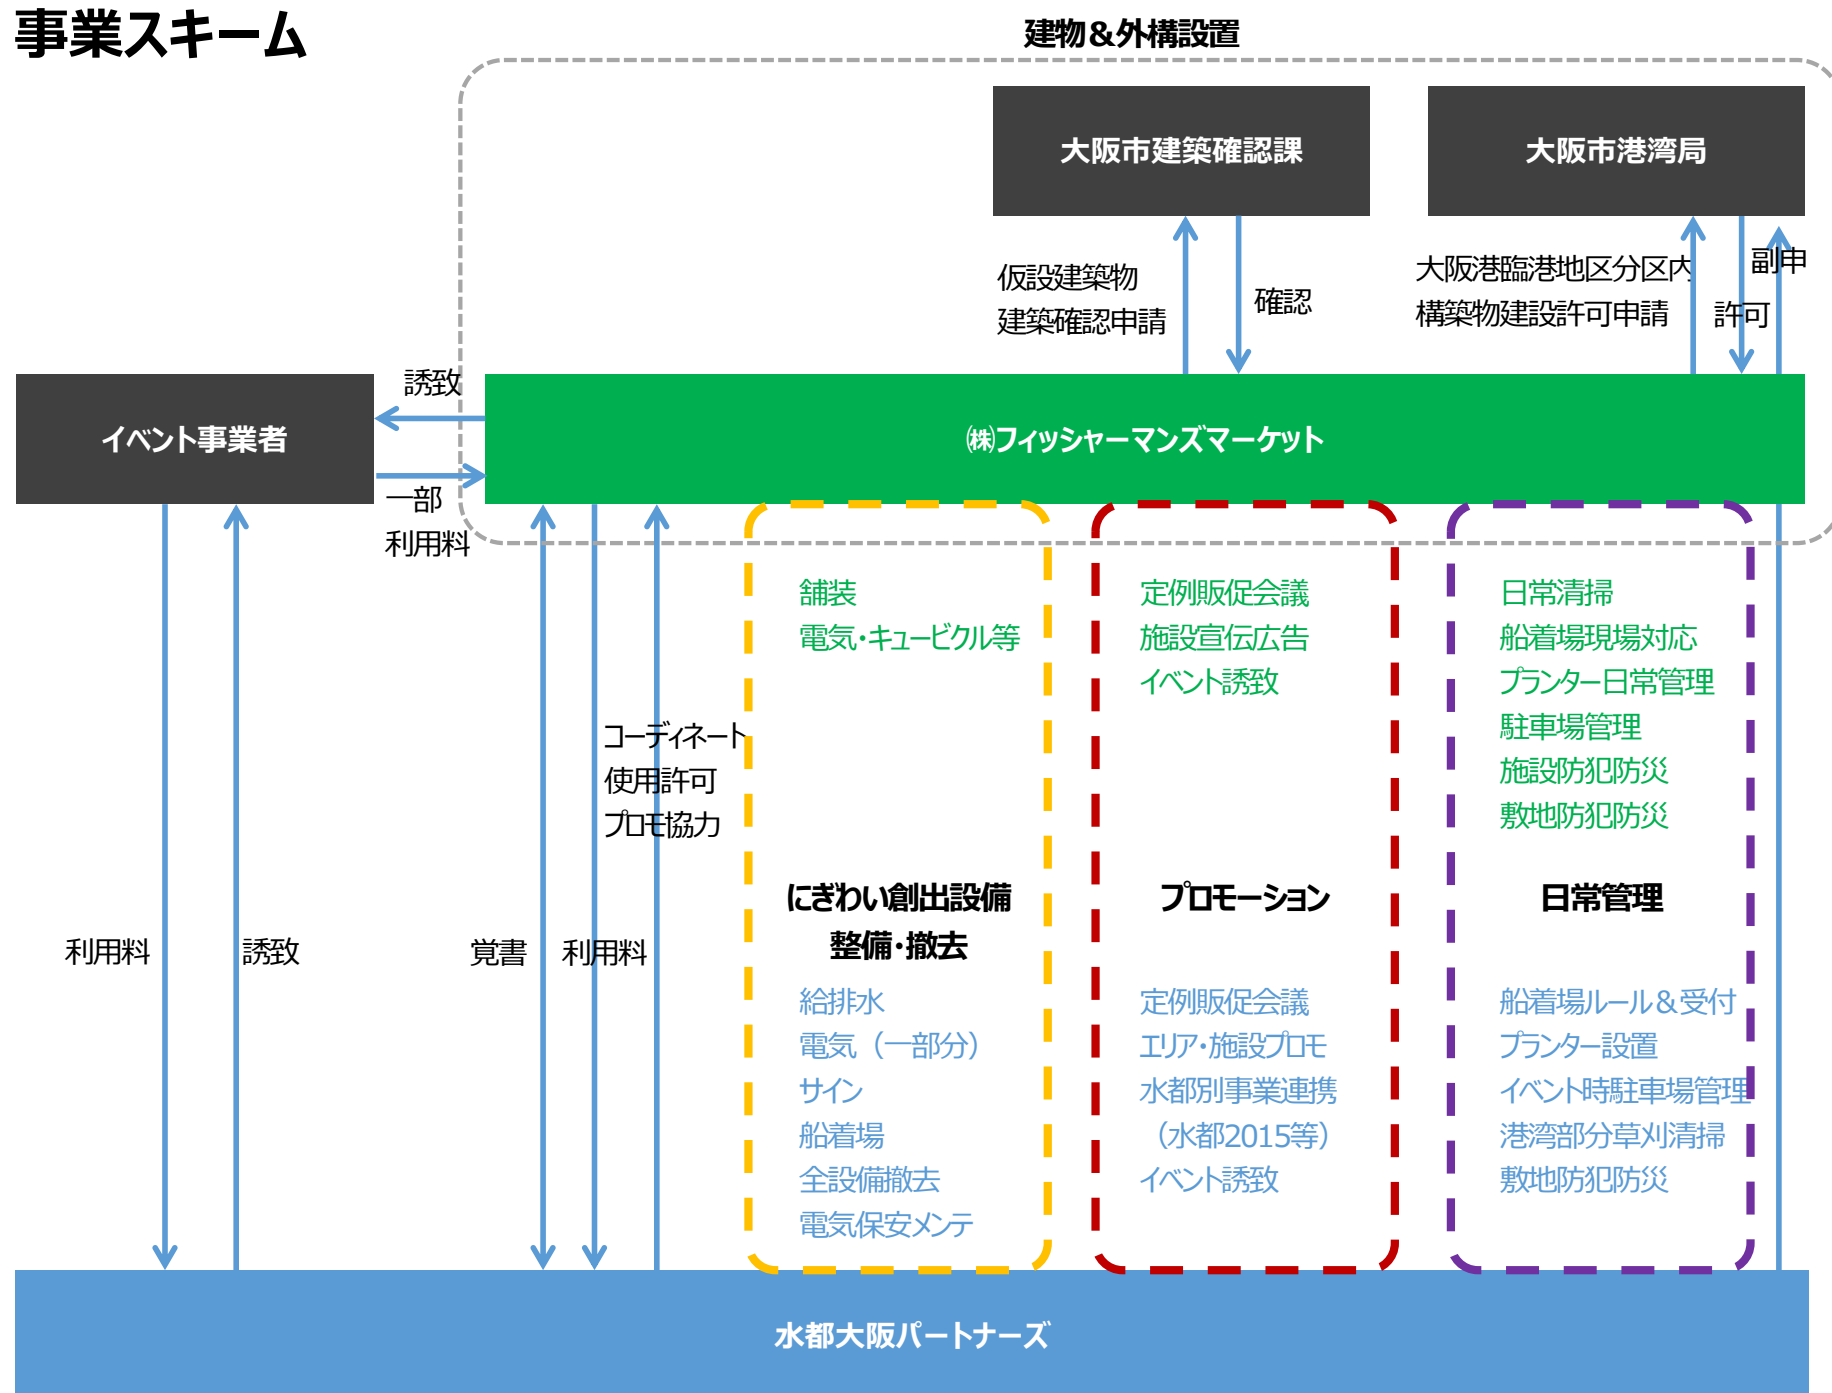 事業スキーム
建物＆外構設置
大阪市建築確認課
大阪市港湾局
仮設建築物
建築確認申請
確認
大阪港臨港地区分区内
構築物建設許可申請
許可
副申
イベント事業者
誘致
一部
利用料
㈱フィッシャーマンズマーケット
利用料
誘致
覚書
利用料
コーディネート
使用許可
プロモ協力
舗装
電気・キュービクル等
にぎわい創出設備
整備・撤去
給排水
電気（一部分）
サイン
船着場
全設備撤去
電気保安メンテ
定例販促会議
施設宣伝広告
イベント誘致
プロモーション
定例販促会議
エリア・施設プロモ
水都別事業連携
（水都2015等）
イベント誘致
日常清掃
船着場現場対応
プランター日常管理
駐車場管理
施設防犯防災
敷地防犯防災
日常管理
船着場ルール＆受付
プランター設置
イベント時駐車場管理
港湾部分草刈清掃
敷地防犯防災
水都大阪パートナーズ